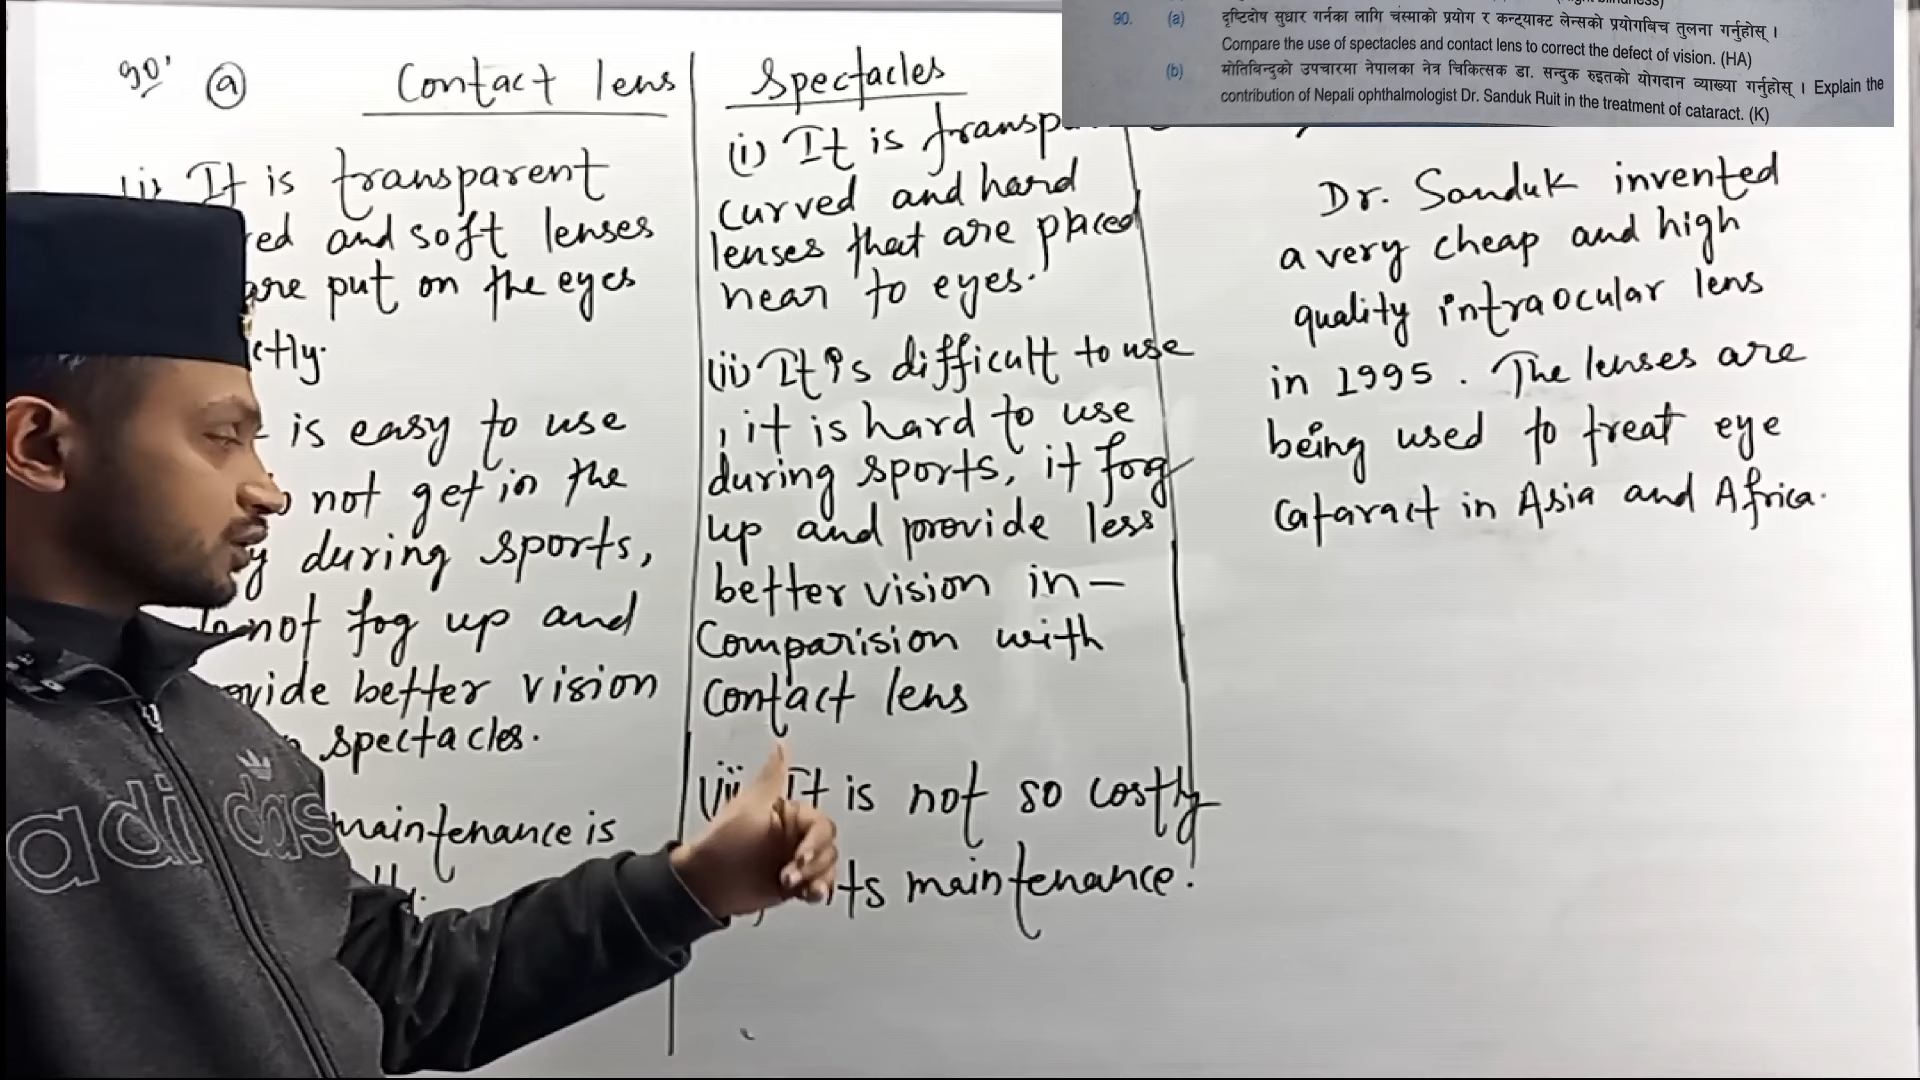 90. (a) दृष्टिदोष सुधार गर्नका लागि चस्माको प्रयोग र कन्ट्याक्ट लेन्सको प्रयोगबिच तुलना गर्नुहोस् ।
Compare the use of spectacles and contact lens to correct the defect of vision. (HA)
(b) मोतिबिन्दुको उपचारमा नेपालका नेत्र चिकित्सक डा. सन्दुक रुइतको योगदान व्याख्या गर्नुहोस् । Explain the
contribution of Nepali ophthalmologist Dr. Sanduk Ruit in the treatment of cataract. (K)
90. (a) Contact lens
(i) It is transparent
and soft lenses
are put on the eyes
is easy to use
not get in the
during sports,
not fog up and
better vision
spectacles.
maintenance is
Spectacles
(i) It is
curved and hard
lenses that are placed
near to eyes.
(ii) It is difficult to use
, it is hard to use
during sports, it fog
up and provide less
better vision in-
comparision with
contact lens
It is not so costly
its maintenance.
Dr. Sanduk invented
a very cheap and high
quality intraocular lens
in 1995. The lenses are
being used to treat eye
cataract in Asia and Africa.
adidas